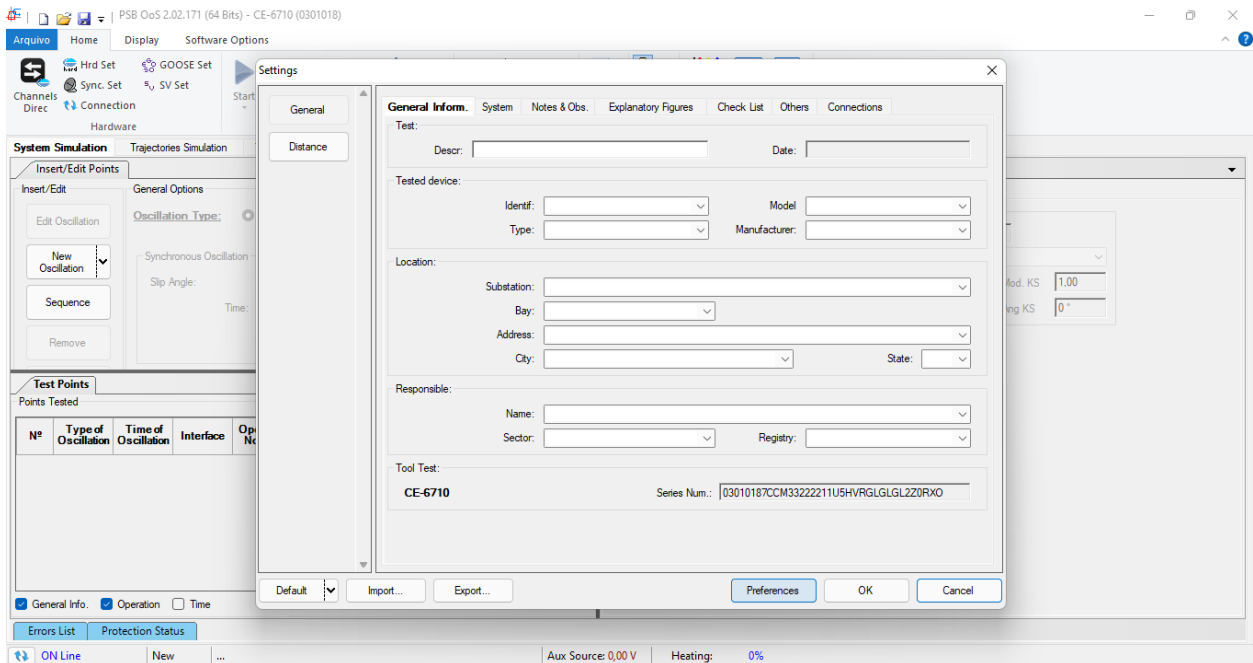 PSB OoS 2.02.171 (64 Bits) - CE-6710 (0301018)
Arquivo Home Display Software Options
Hrd Set GOOSE Set
Sync. Set SV Set
Channels Direc Connection Start
Hardware
System Simulation Trajectories Simulation
Insert/Edit Points
Insert/Edit General Options
Edit Oscillation Oscillation Type:
New Oscillation Synchronous Oscillation
Slip Angle:
Sequence Time:
Remove
Mod. KS 1,00
Ang KS 0 °
Test Points
Points Tested
Nº Type of Oscillation Time of Oscillation Interface
General Info. Operation Time
Errors List Protection Status
ON Line New ... Aux Source: 0,00 V Heating: 0%
Settings
General
Distance
General Inform. System Notes & Obs. Explanatory Figures Check List Others Connections
Test:
Descr: Date:
Tested device:
Identif: Model
Type: Manufacturer:
Location:
Substation:
Bay:
Address:
City: State:
Responsible:
Name:
Sector: Registry:
Tool Test:
CE-6710 Series Num.: 03010187CCM33222211U5HVRGLGLGL2Z0RXO
Default Import... Export... Preferences OK Cancel